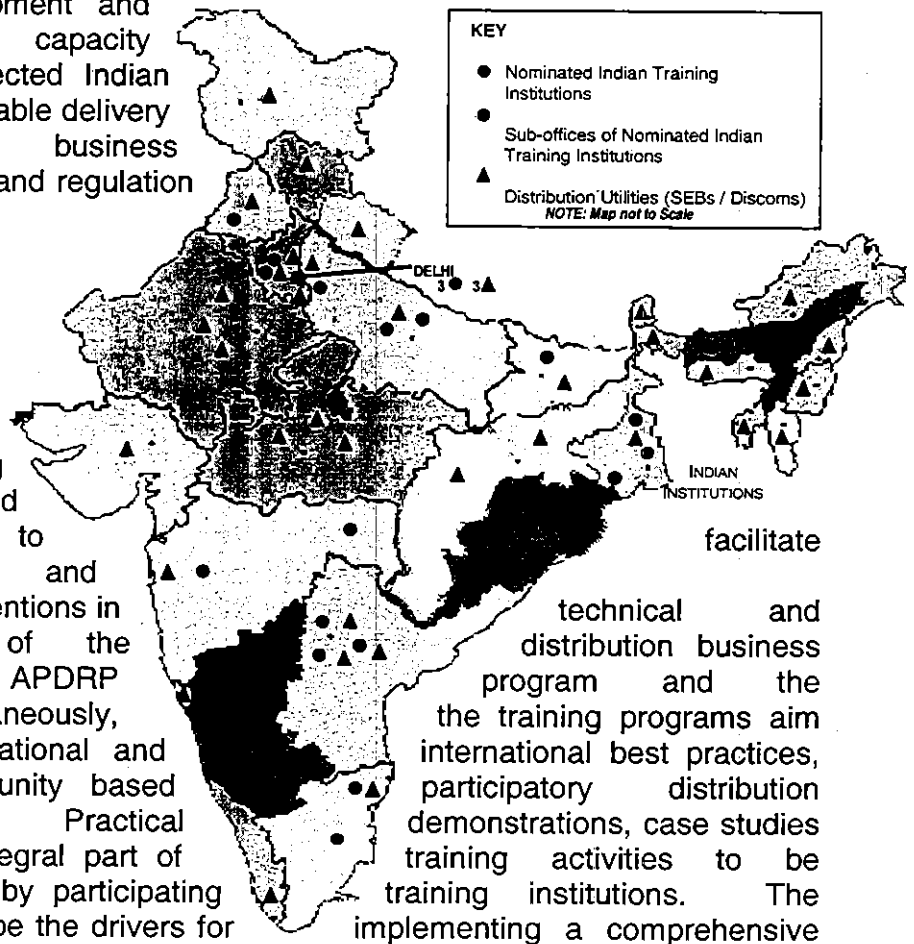 pment and
capacity
ected Indian
able delivery
business
and regulation
KEY
Nominated Indian Training
Institutions
Sub-offices of Nominated Indian
Training Institutions
Distribution Utilities (SEBs / Discoms)
NOTE: Map not to Scale
DELHI
3 3
INDIAN
INSTITUTIONS
g
d
to facilitate
and
entions in technical and
of the distribution business
APDRP program and the
aneously, the training programs aim
ational and international best practices,
unity based participatory distribution
Practical demonstrations, case studies
egral part of training activities to be
by participating training institutions. The
be the drivers for implementing a comprehensive